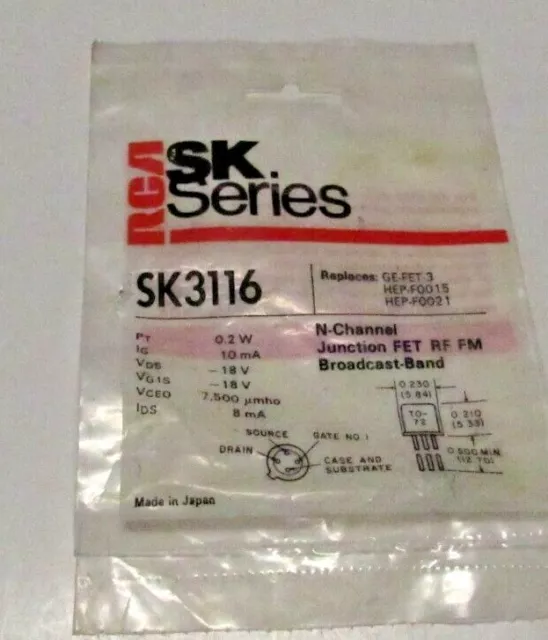 RCA
SK
Series
SK3116
Replaces: GE-FET-3
HEP-F0015
HEP-F0021
PT 0.2 W
IG 10 mA
VDS -18 V
VG1S -18 V
VCEO 7,500 µmho
IDS 8 mA
N-Channel
Junction FET RF FM
Broadcast-Band
0.230
(5.84)
TO-
72
0.210
(5.33)
0.500 MIN.
(12.70)
SOURCE
GATE NO. 1
DRAIN
CASE AND
SUBSTRATE
Made in Japan